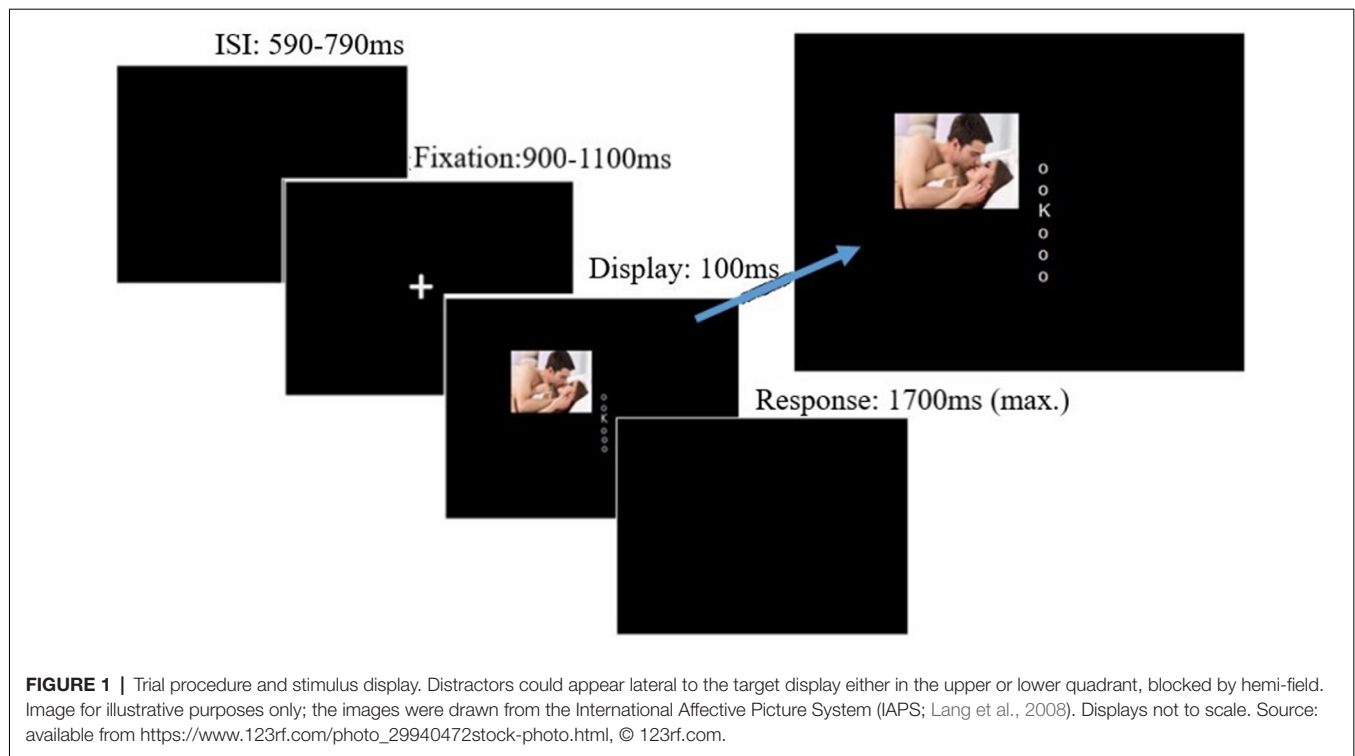 ISI: 590-790ms
Fixation:900-1100ms
Display: 100ms
Response: 1700ms (max.)
o
o
K
o
o
o
o
o
K
o
o
o
FIGURE 1 | Trial procedure and stimulus display. Distractors could appear lateral to the target display either in the upper or lower quadrant, blocked by hemi-field.
Image for illustrative purposes only; the images were drawn from the International Affective Picture System (IAPS; Lang et al., 2008). Displays not to scale. Source:
available from https://www.123rf.com/photo_29940472stock-photo.html, © 123rf.com.